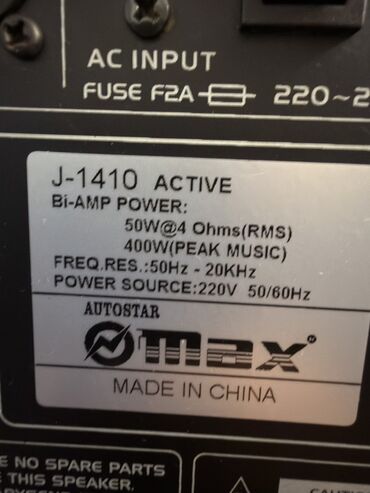 AC INPUT
FUSE F2A 220~2
J-1410 ACTIVE
Bi-AMP POWER:
50W@4 Ohms(RMS)
400W(PEAK MUSIC)
FREQ.RES.:50Hz - 20KHz
POWER SOURCE:220V 50/60Hz
AUTOSTAR
OMAX
MADE IN CHINA
E NO SPARE PARTS
THIS SPEAKER.